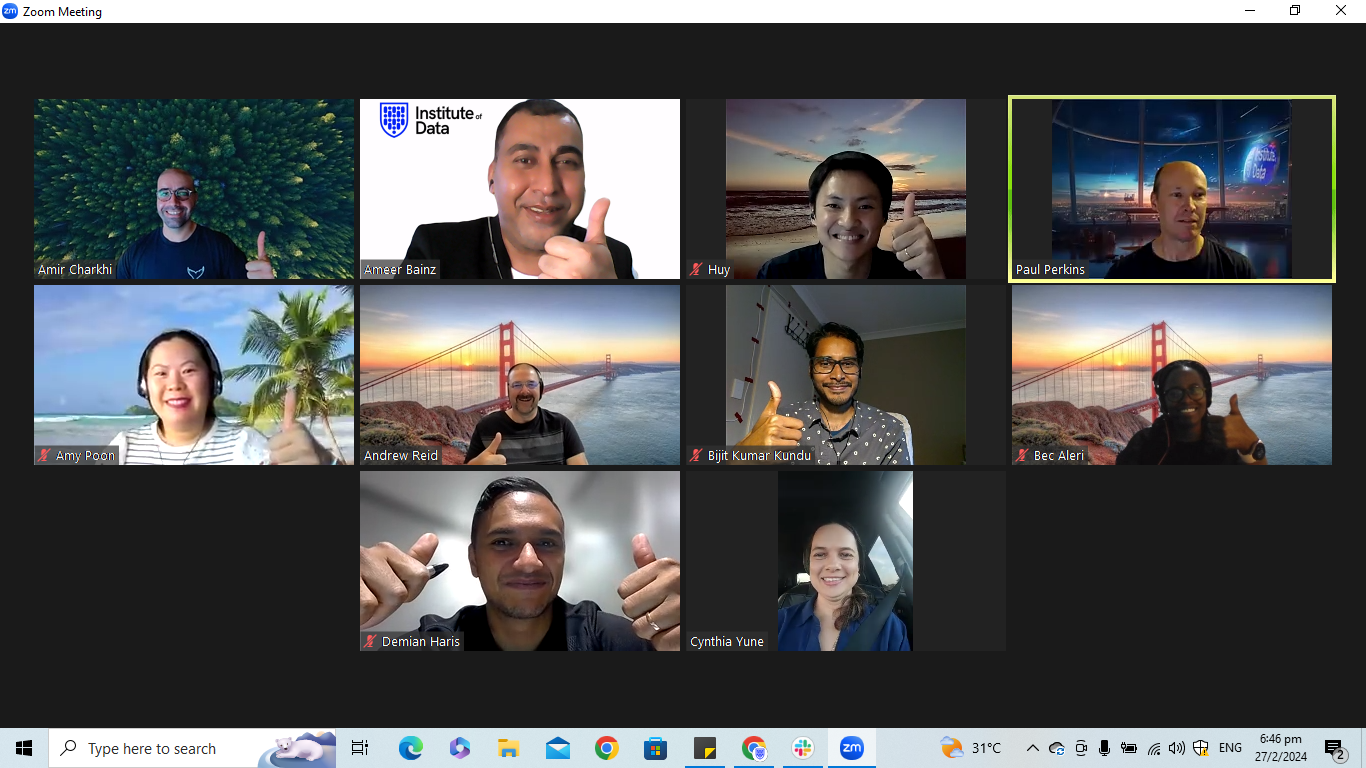 Zoom Meeting
Institute of
Data
Amir Charkhi
Ameer Bainz
Huy
Institute
Data
Paul Perkins
Amy Poon
Andrew Reid
Bijit Kumar Kundu
Bec Aleri
Demian Haris
Cynthia Yune
Type here to search
zm
31°C
ENG
6:46 pm
27/2/2024
2